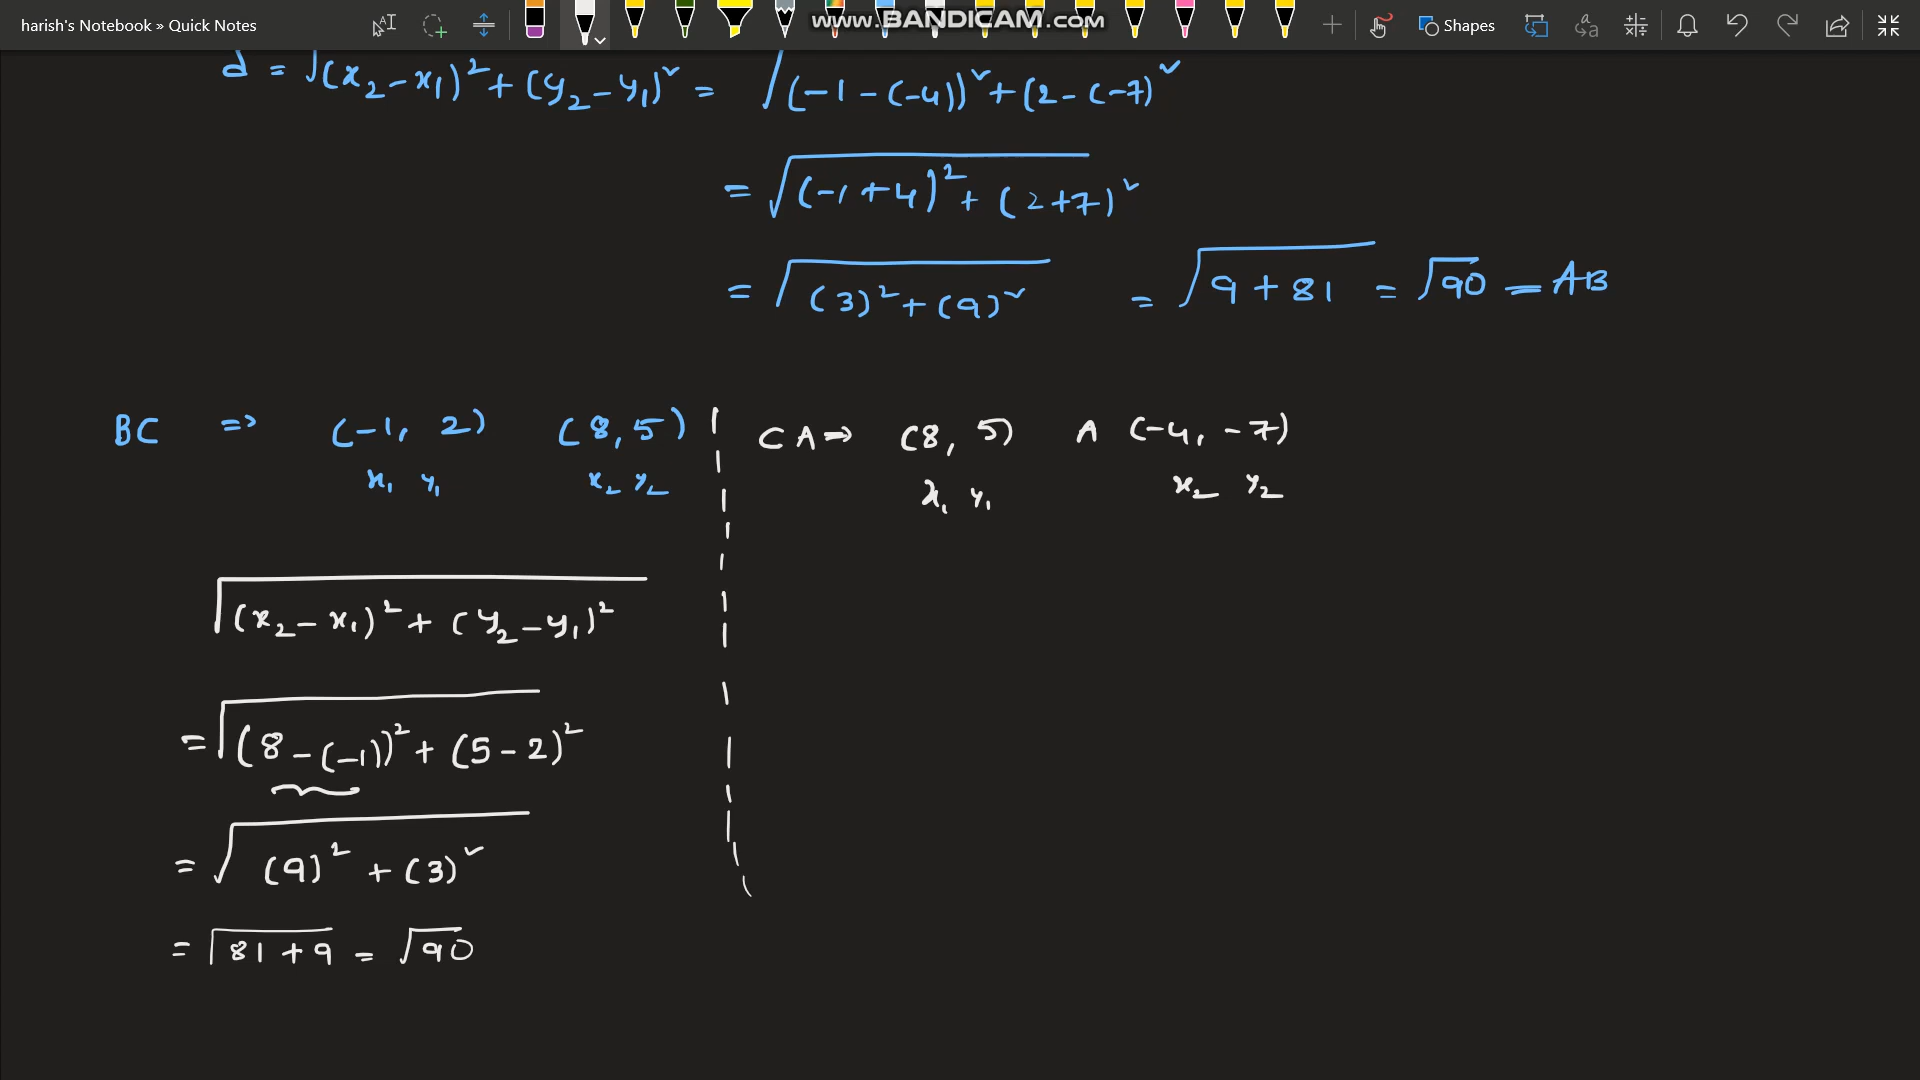 harish's Notebook » Quick Notes
www.BANDICAM.com
Shapes
d = √(x₂-x₁)² + (y₂-y₁)² = √(-1-(-4))² + (2-(-7)²
= √(-1+4)² + (2+7)²
= √(3)² + (9)² = √9+81 = √90 — AB
BC => (-1, 2) (8,5) CA => (8, 5) A (-4, -7)
x₁ y₁ x₂ y₂ x₁ y₁ x₂ y₂
√(x₂-x₁)² + (y₂-y₁)²
= √(8-(-1))² + (5-2)²
= √(9)² + (3)²
= √81+9 = √90